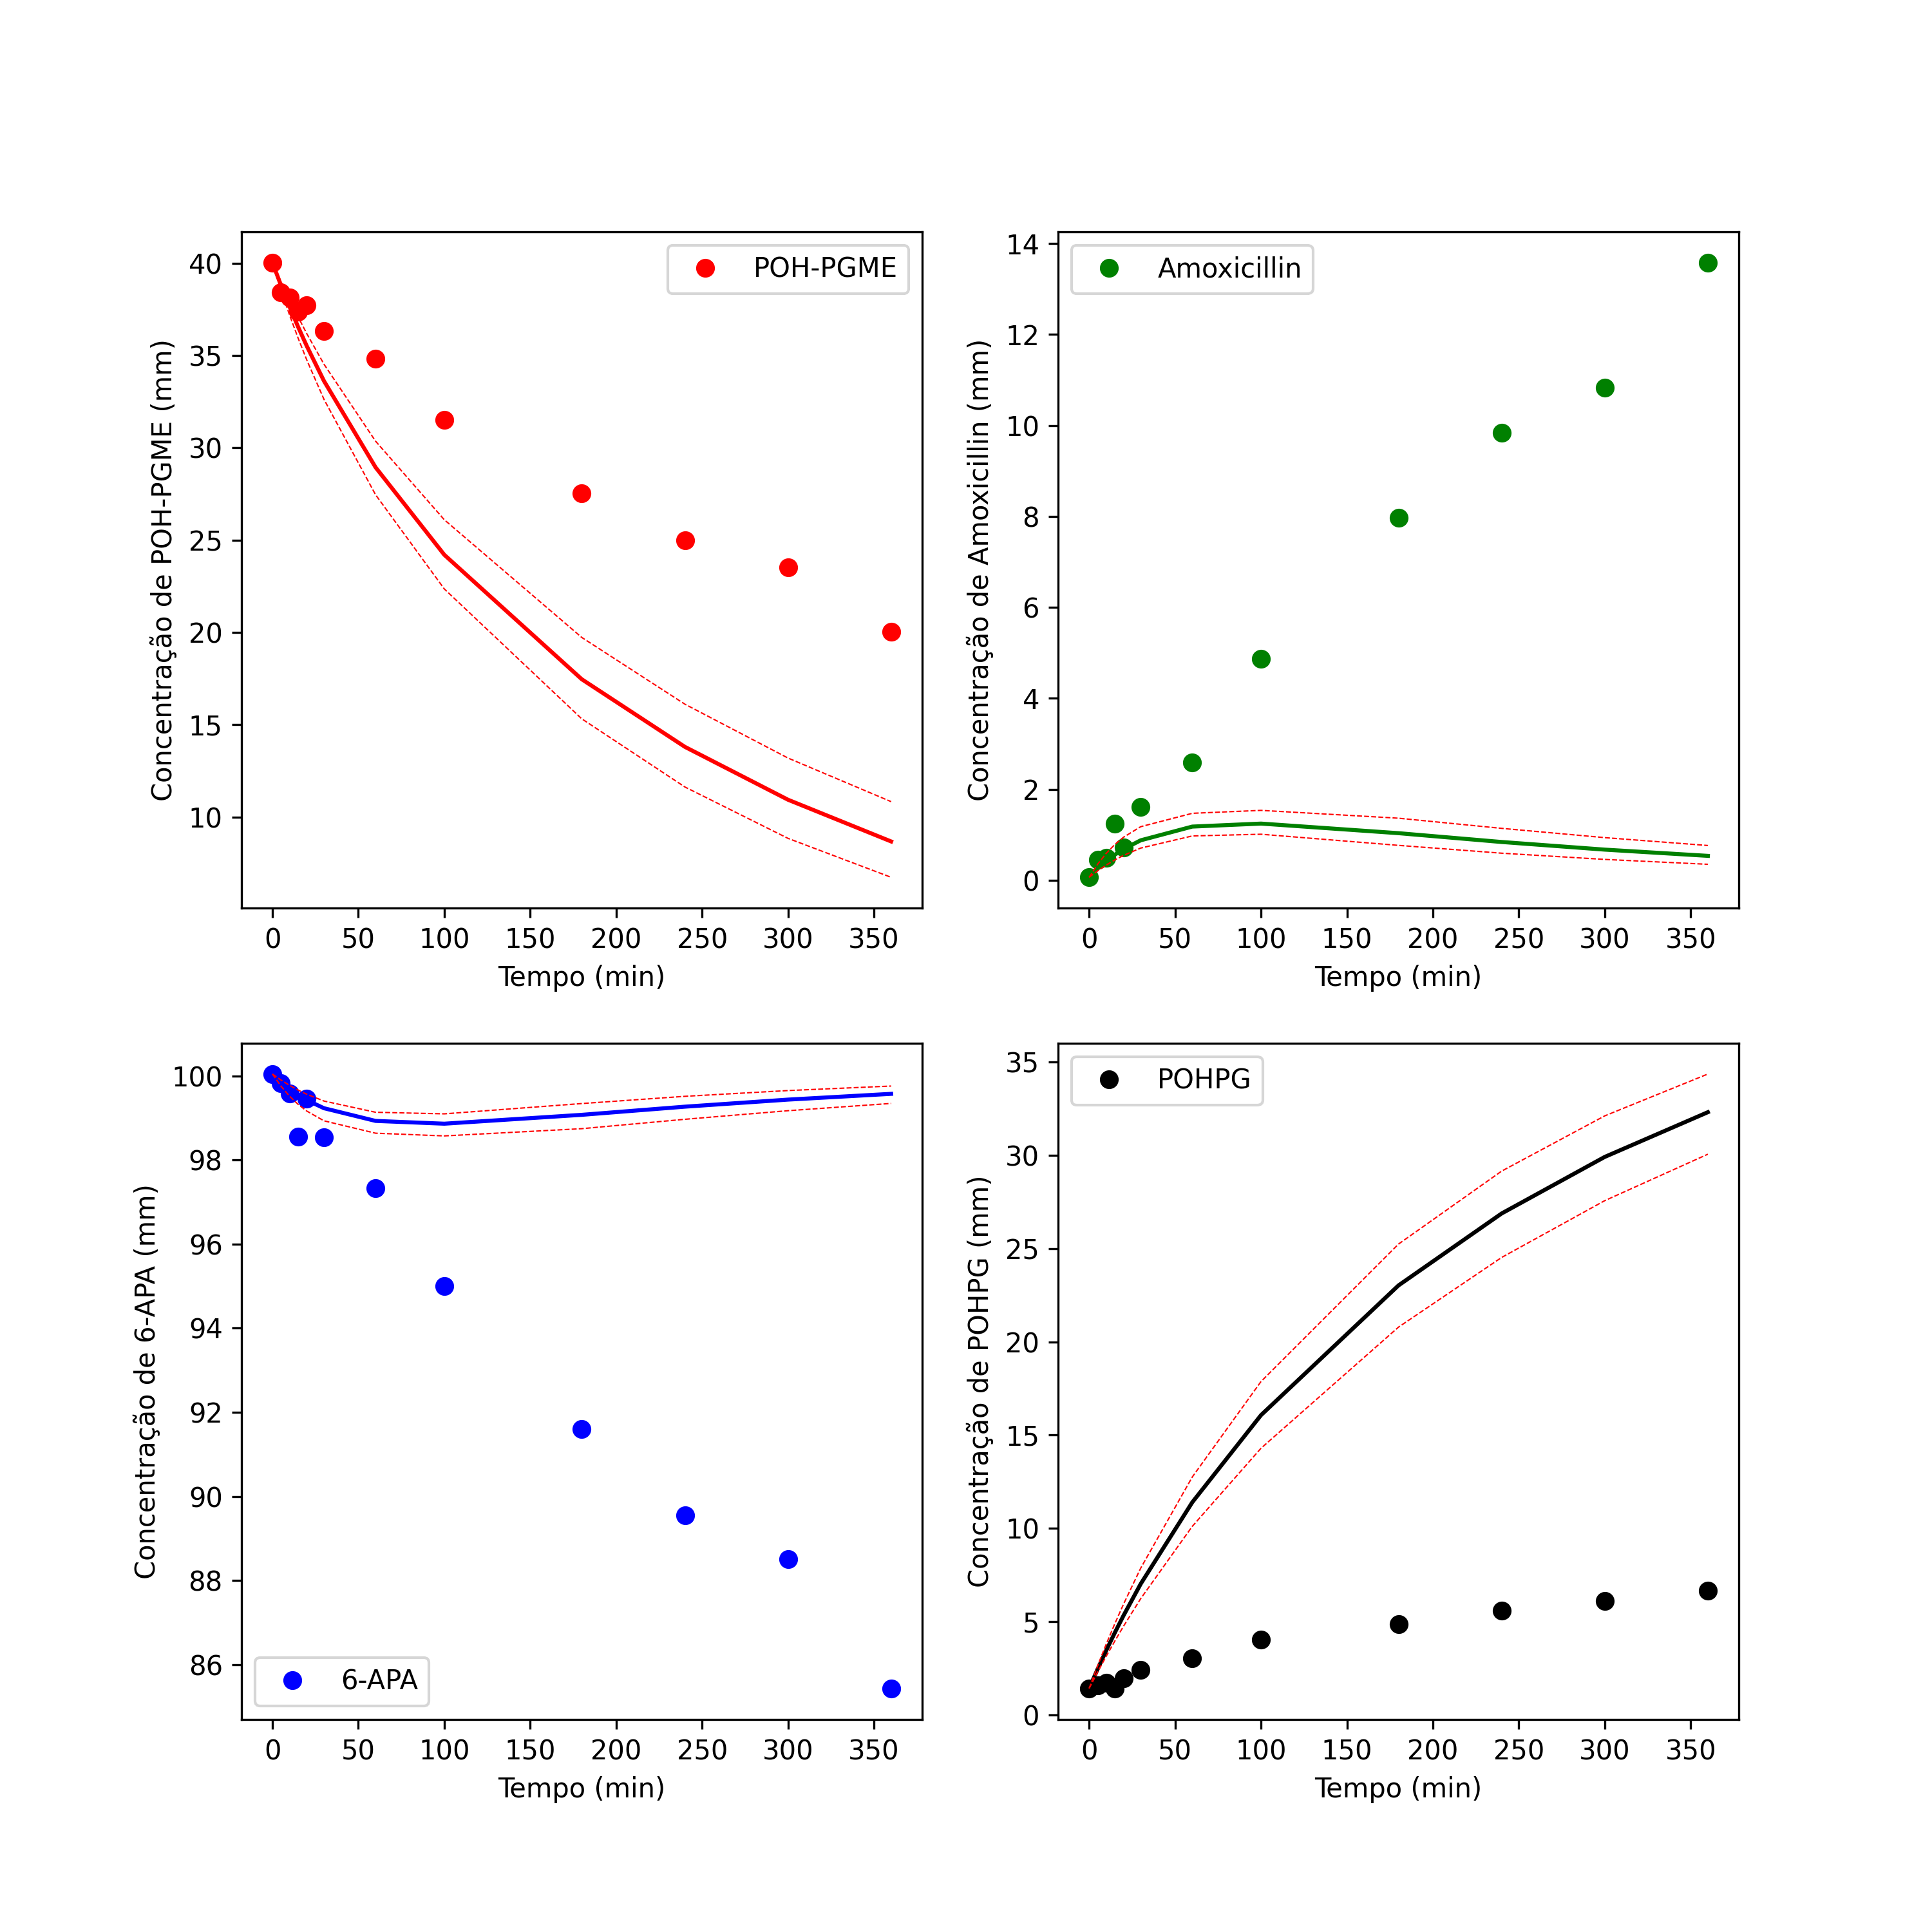 POH-PGME
40
35
30
25
20
15
10
Concentração de POH-PGME (mm)
0 50 100 150 200 250 300 350
Tempo (min)
Amoxicillin
14
12
10
8
6
4
2
0
Concentração de Amoxicillin (mm)
0 50 100 150 200 250 300 350
Tempo (min)
100
98
96
94
92
90
88
86
Concentração de 6-APA (mm)
6-APA
0 50 100 150 200 250 300 350
Tempo (min)
POHPG
35
30
25
20
15
10
5
0
Concentração de POHPG (mm)
0 50 100 150 200 250 300 350
Tempo (min)